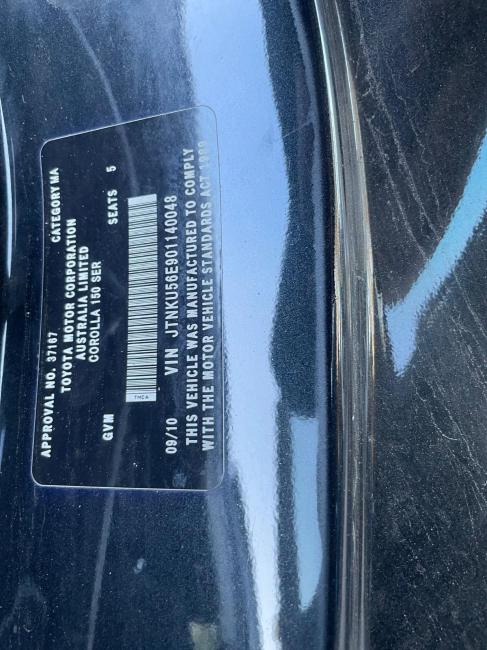 APPROVAL NO. 37167 CATEGORY MA
TOYOTA MOTOR CORPORATION
AUSTRALIA LIMITED
COROLLA 150 SER
GVM SEATS 5
TMCA
09/10 VIN JTNKU56E901140048
THIS VEHICLE WAS MANUFACTURED TO COMPLY
WITH THE MOTOR VEHICLE STANDARDS ACT 1989